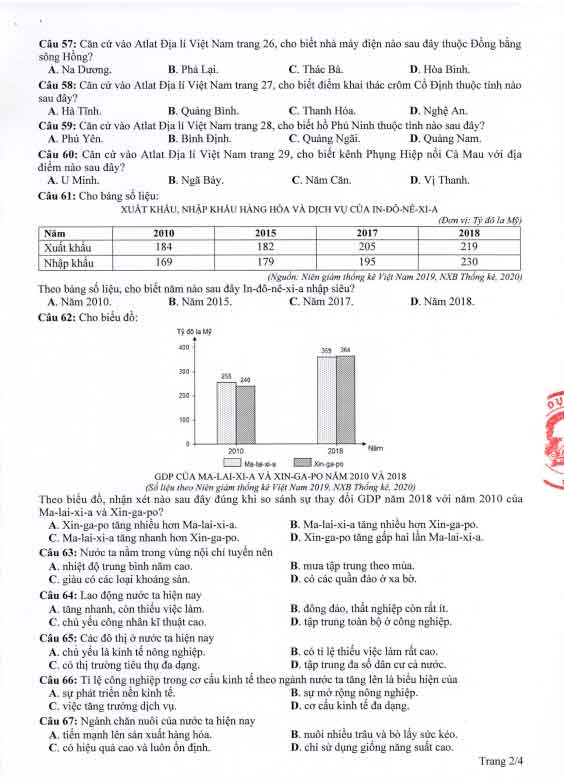 Câu 57: Căn cứ vào Atlat Địa lí Việt Nam trang 26, cho biết nhà máy điện nào sau đây thuộc Đồng bằng
sông Hồng?
A. Na Dương. B. Phả Lại. C. Thác Bà. D. Hòa Bình.
Câu 58: Căn cứ vào Atlat Địa lí Việt Nam trang 27, cho biết điểm khai thác crôm Cổ Định thuộc tỉnh nào
sau đây?
A. Hà Tĩnh. B. Quảng Bình. C. Thanh Hóa. D. Nghệ An.
Câu 59: Căn cứ vào Atlat Địa lí Việt Nam trang 28, cho biết hồ Phú Ninh thuộc tỉnh nào sau đây?
A. Phú Yên. B. Bình Định. C. Quảng Ngãi. D. Quảng Nam.
Câu 60: Căn cứ vào Atlat Địa lí Việt Nam trang 29, cho biết kênh Phụng Hiệp nối Cà Mau với địa
điểm nào sau đây?
A. U Minh. B. Ngã Bảy. C. Năm Căn. D. Vị Thanh.
Câu 61: Cho bảng số liệu:
XUẤT KHẨU, NHẬP KHẨU HÀNG HÓA VÀ DỊCH VỤ CỦA IN-ĐÔ-NÊ-XI-A
(Đơn vị: Tỷ đô la Mỹ)
Năm 2010 2015 2017 2018
Xuất khẩu 184 182 205 219
Nhập khẩu 169 179 195 230
(Nguồn: Niên giám thống kê Việt Nam 2019, NXB Thống kê, 2020)
Theo bảng số liệu, cho biết năm nào sau đây In-đô-nê-xi-a nhập siêu?
A. Năm 2010. B. Năm 2015. C. Năm 2017. D. Năm 2018.
Câu 62: Cho biểu đồ:
Tỷ đô la Mỹ
400
300
200
100
0
255 240
359 364
2010 2018 Năm
Ma-lai-xi-a Xin-ga-po
GDP CỦA MA-LAI-XI-A VÀ XIN-GA-PO NĂM 2010 VÀ 2018
(Số liệu theo Niên giám thống kê Việt Nam 2019, NXB Thống kê, 2020)
Theo biểu đồ, nhận xét nào sau đây đúng khi so sánh sự thay đổi GDP năm 2018 với năm 2010 của
Ma-lai-xi-a và Xin-ga-po?
A. Xin-ga-po tăng nhiều hơn Ma-lai-xi-a. B. Ma-lai-xi-a tăng nhiều hơn Xin-ga-po.
C. Ma-lai-xi-a tăng nhanh hơn Xin-ga-po. D. Xin-ga-po tăng gấp hai lần Ma-lai-xi-a.
Câu 63: Nước ta nằm trong vùng nội chí tuyến nên
A. nhiệt độ trung bình năm cao. B. mưa tập trung theo mùa.
C. giàu có các loại khoáng sản. D. có các quần đảo ở xa bờ.
Câu 64: Lao động nước ta hiện nay
A. tăng nhanh, còn thiếu việc làm. B. đông đảo, thất nghiệp còn rất ít.
C. chủ yếu công nhân kĩ thuật cao. D. tập trung toàn bộ ở công nghiệp.
Câu 65: Các đô thị ở nước ta hiện nay
A. chủ yếu là kinh tế nông nghiệp. B. có tỉ lệ thiếu việc làm rất cao.
C. có thị trường tiêu thụ đa dạng. D. tập trung đa số dân cư cả nước.
Câu 66: Tỉ lệ công nghiệp trong cơ cấu kinh tế theo ngành nước ta tăng lên là biểu hiện của
A. sự phát triển nền kinh tế. B. sự mở rộng nông nghiệp.
C. việc tăng trưởng dịch vụ. D. cơ cấu kinh tế đa dạng.
Câu 67: Ngành chăn nuôi của nước ta hiện nay
A. tiến mạnh lên sản xuất hàng hóa. B. nuôi nhiều trâu và bò lấy sức kéo.
C. có hiệu quả cao và luôn ổn định. D. chỉ sử dụng giống năng suất cao.
Trang 2/4